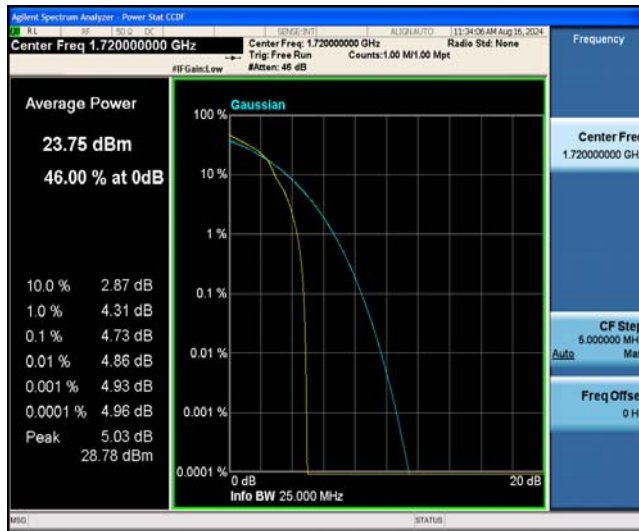 Agilent Spectrum Analyzer - Power Stat CCDF
RL RF 50 Ω DC SENSE:INT ALIGN AUTO 11:34:06 AM Aug 16, 2024
Center Freq 1.720000000 GHz
Center Freq: 1.720000000 GHz Radio Std: None
Trig: Free Run Counts:1.00 M/1.00 Mpt
#IFGain:Low #Atten: 46 dB
Frequency
Average Power
23.75 dBm
46.00 % at 0dB
10.0 % 2.87 dB
1.0 % 4.31 dB
0.1 % 4.73 dB
0.01 % 4.86 dB
0.001 % 4.93 dB
0.0001 % 4.96 dB
Peak 5.03 dB
28.78 dBm
Gaussian
100 %
10 %
1 %
0.1 %
0.01 %
0.001 %
0.0001 %
0 dB 20 dB
Info BW 25.000 MHz
Center Fre
1.720000000 GH
CF Step
5.000000 MH
Auto Ma
Freq Offse
0 H
MSG STATUS